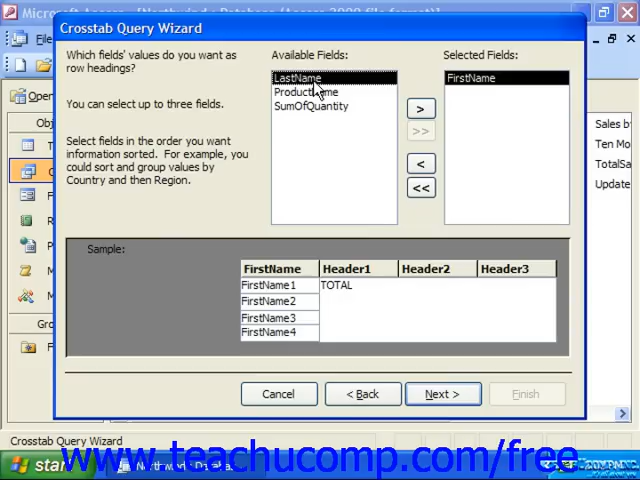 Crosstab Query Wizard
Which fields' values do you want as
row headings?
You can select up to three fields.
Select fields in the order you want
information sorted. For example, you
could sort and group values by
Country and then Region.
Available Fields:
LastName
ProductName
SumOfQuantity
>
>>
<
<<
Selected Fields:
FirstName
Sample:
FirstName Header1 Header2 Header3
FirstName1 TOTAL
FirstName2
FirstName3
FirstName4
Cancel
< Back
Next >
Finish
Open
Sales by
Ten Mo
TotalSa
Update
Crosstab Query Wizard
start
www.teachucomp.com/free